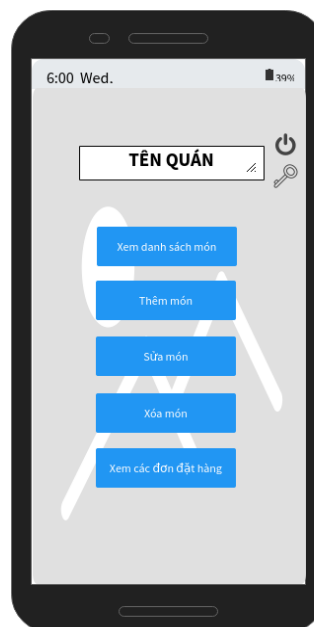 6:00 Wed. 39%
TÊN QUÁN
Xem danh sách món
Thêm món
Sửa món
Xóa món
Xem các đơn đặt hàng